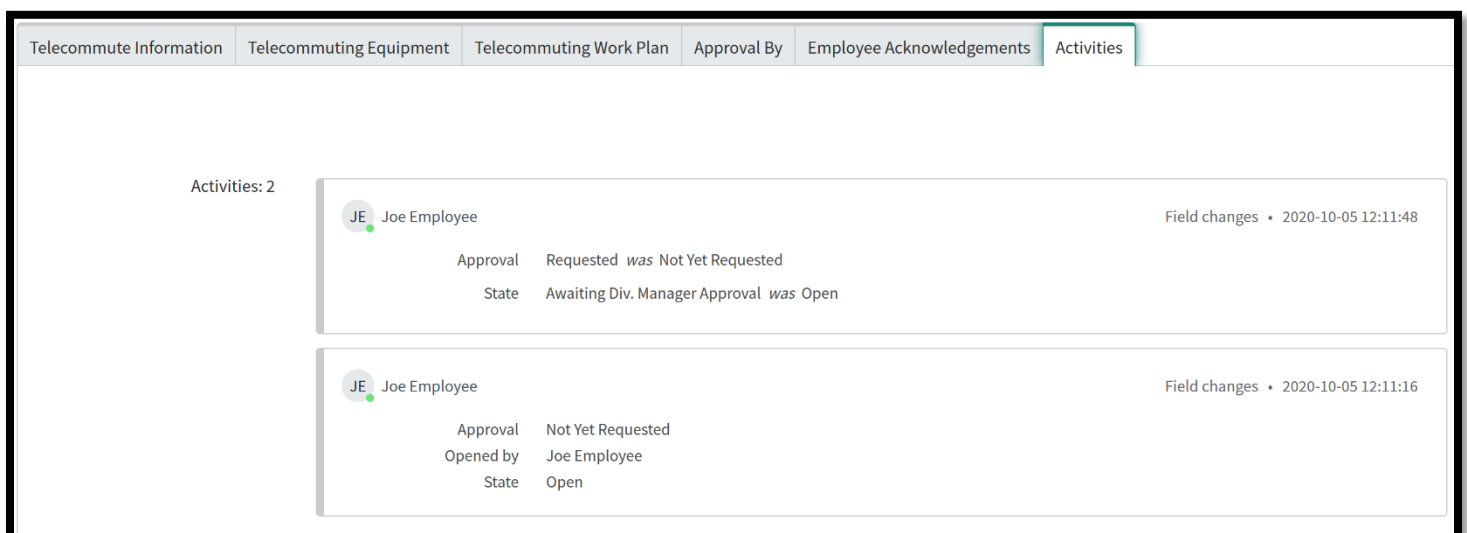 Telecommute Information Telecommuting Equipment Telecommuting Work Plan Approval By Employee Acknowledgements Activities
Activities: 2
JE Joe Employee Field changes • 2020-10-05 12:11:48
Approval Requested was Not Yet Requested
State Awaiting Div. Manager Approval was Open
JE Joe Employee Field changes • 2020-10-05 12:11:16
Approval Not Yet Requested
Opened by Joe Employee
State Open